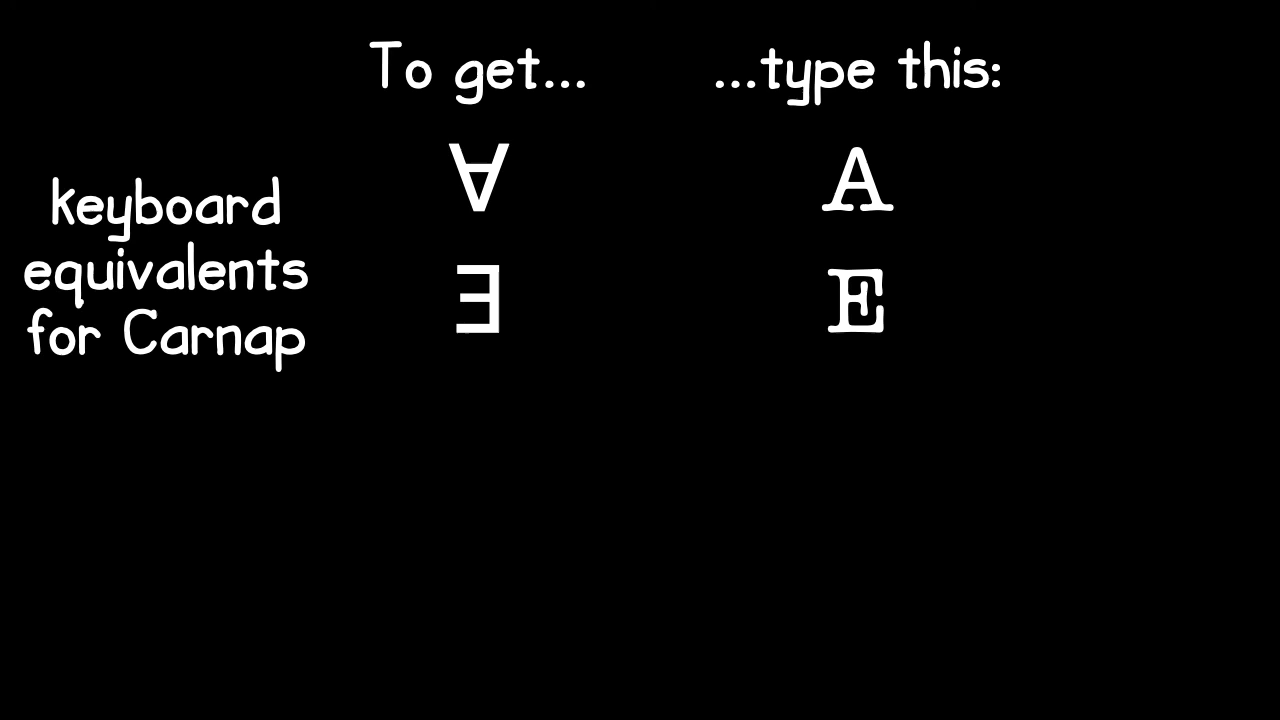 To get... ...type this:
∀ A
∃ E
keyboard
equivalents
for Carnap